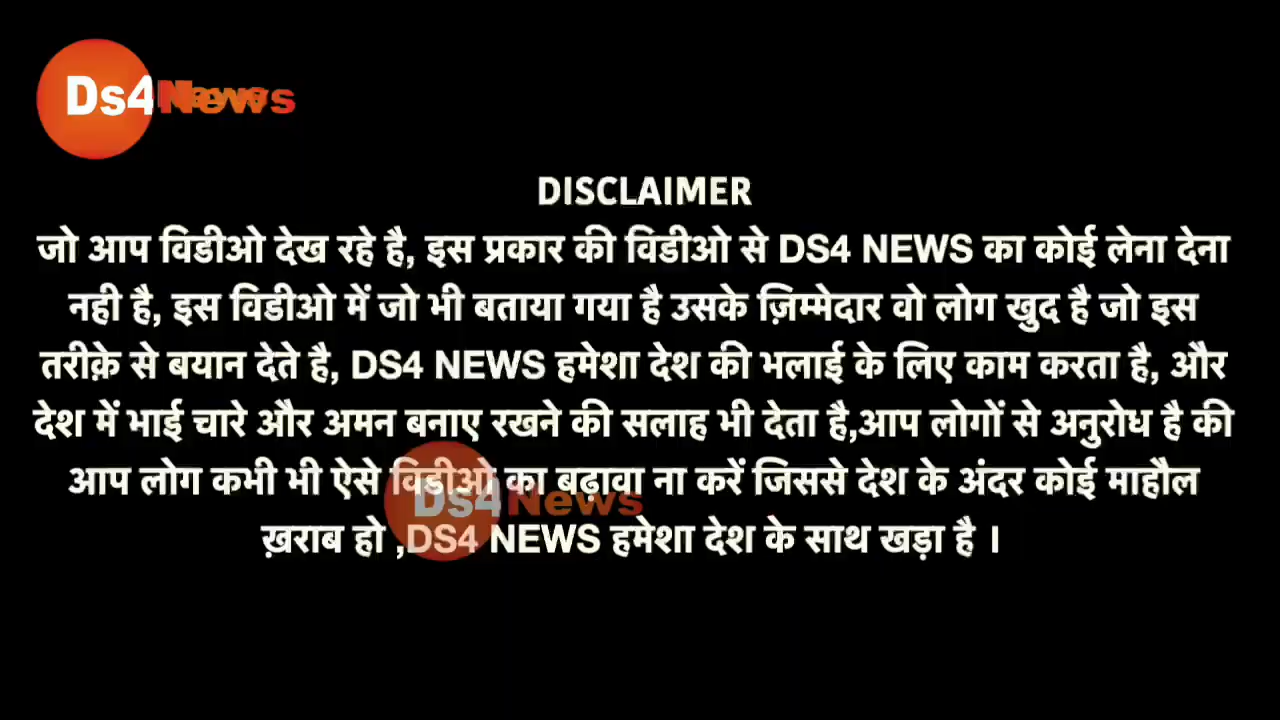 Ds4News
DISCLAIMER
जो आप विडीओ देख रहे है, इस प्रकार की विडीओ से DS4 NEWS का कोई लेना देना
नही है, इस विडीओ में जो भी बताया गया है उसके ज़िम्मेदार वो लोग खुद है जो इस
तरीक़े से बयान देते है, DS4 NEWS हमेशा देश की भलाई के लिए काम करता है, और
देश में भाई चारे और अमन बनाए रखने की सलाह भी देता है,आप लोगों से अनुरोध है की
आप लोग कभी भी ऐसे विडीओ का बढ़ावा ना करें जिससे देश के अंदर कोई माहौल
Ds4News
ख़राब हो ,DS4 NEWS हमेशा देश के साथ खड़ा है ।